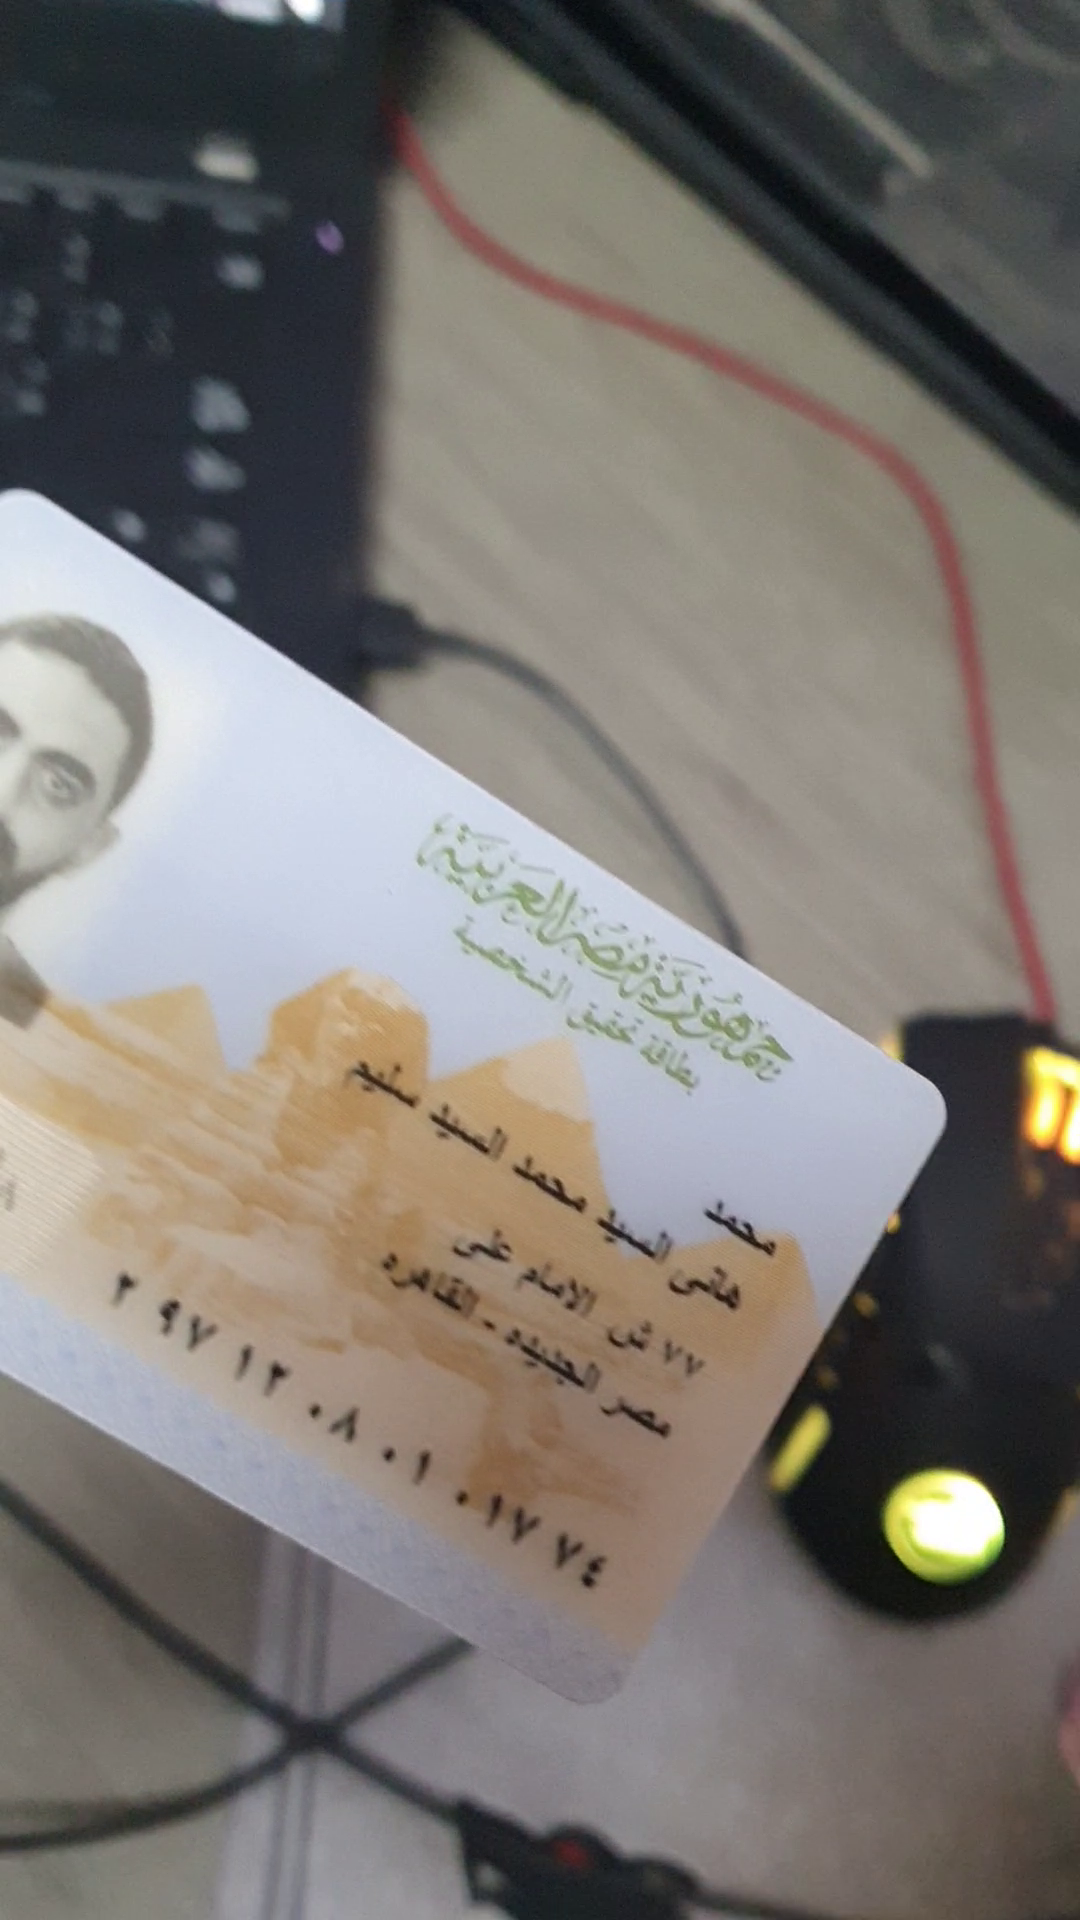 جمهورية مصر العربية
بطاقة تحقيق الشخصية
محمد
هانى السيد محمد السيد سليم
٧٧ ش الامام على
مصر الجديده - القاهره
٢ ٩٧ ١٢ ٠٨ ٠١ ٠١٧ ٧٤